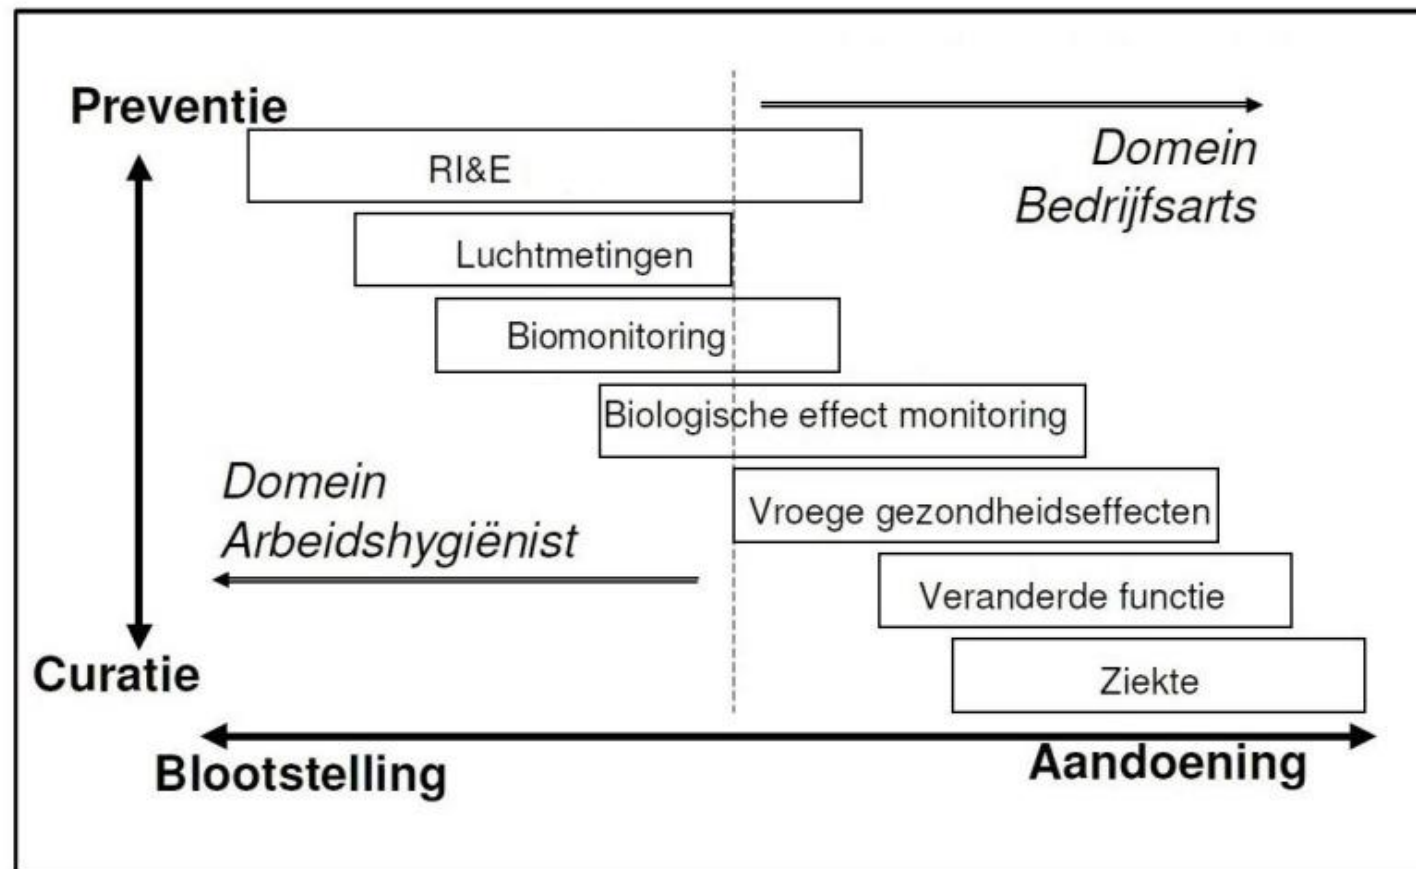 Preventie
RI&E
Domein
Bedrijfsarts
Luchtmetingen
Biomonitoring
Biologische effect monitoring
Domein
Arbeidshygiënist
Vroege gezondheidseffecten
Veranderde functie
Curatie
Ziekte
Blootstelling
Aandoening